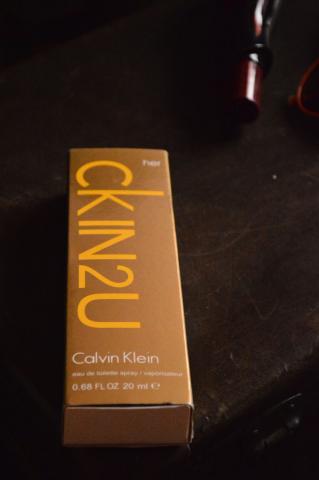 her
CKIN2U
Calvin Klein
eau de toilette spray / vaporisateur
0.68 FL OZ 20 ml ℮